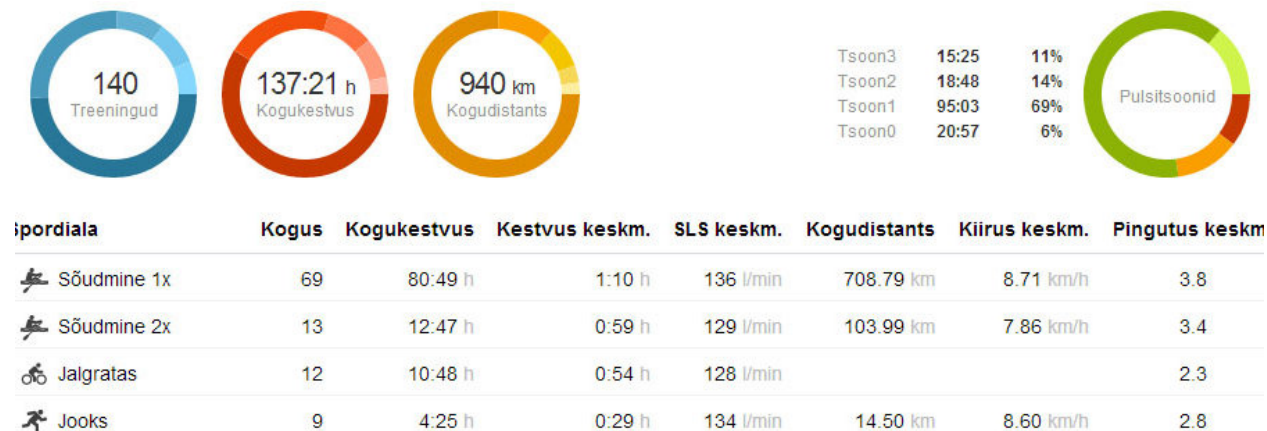 140
Treeningud
137:21 h
Kogukestvus
940 km
Kogudistants
Tsoon3 15:25 11%
Tsoon2 18:48 14%
Tsoon1 95:03 69%
Tsoon0 20:57 6%
Pulsitsoonid
Spordiala Kogus Kogukestvus Kestvus keskm. SLS keskm. Kogudistants Kiirus keskm. Pingutus keskm
Sõudmine 1x 69 80:49 h 1:10 h 136 l/min 708.79 km 8.71 km/h 3.8
Sõudmine 2x 13 12:47 h 0:59 h 129 l/min 103.99 km 7.86 km/h 3.4
Jalgratas 12 10:48 h 0:54 h 128 l/min 2.3
Jooks 9 4:25 h 0:29 h 134 l/min 14.50 km 8.60 km/h 2.8